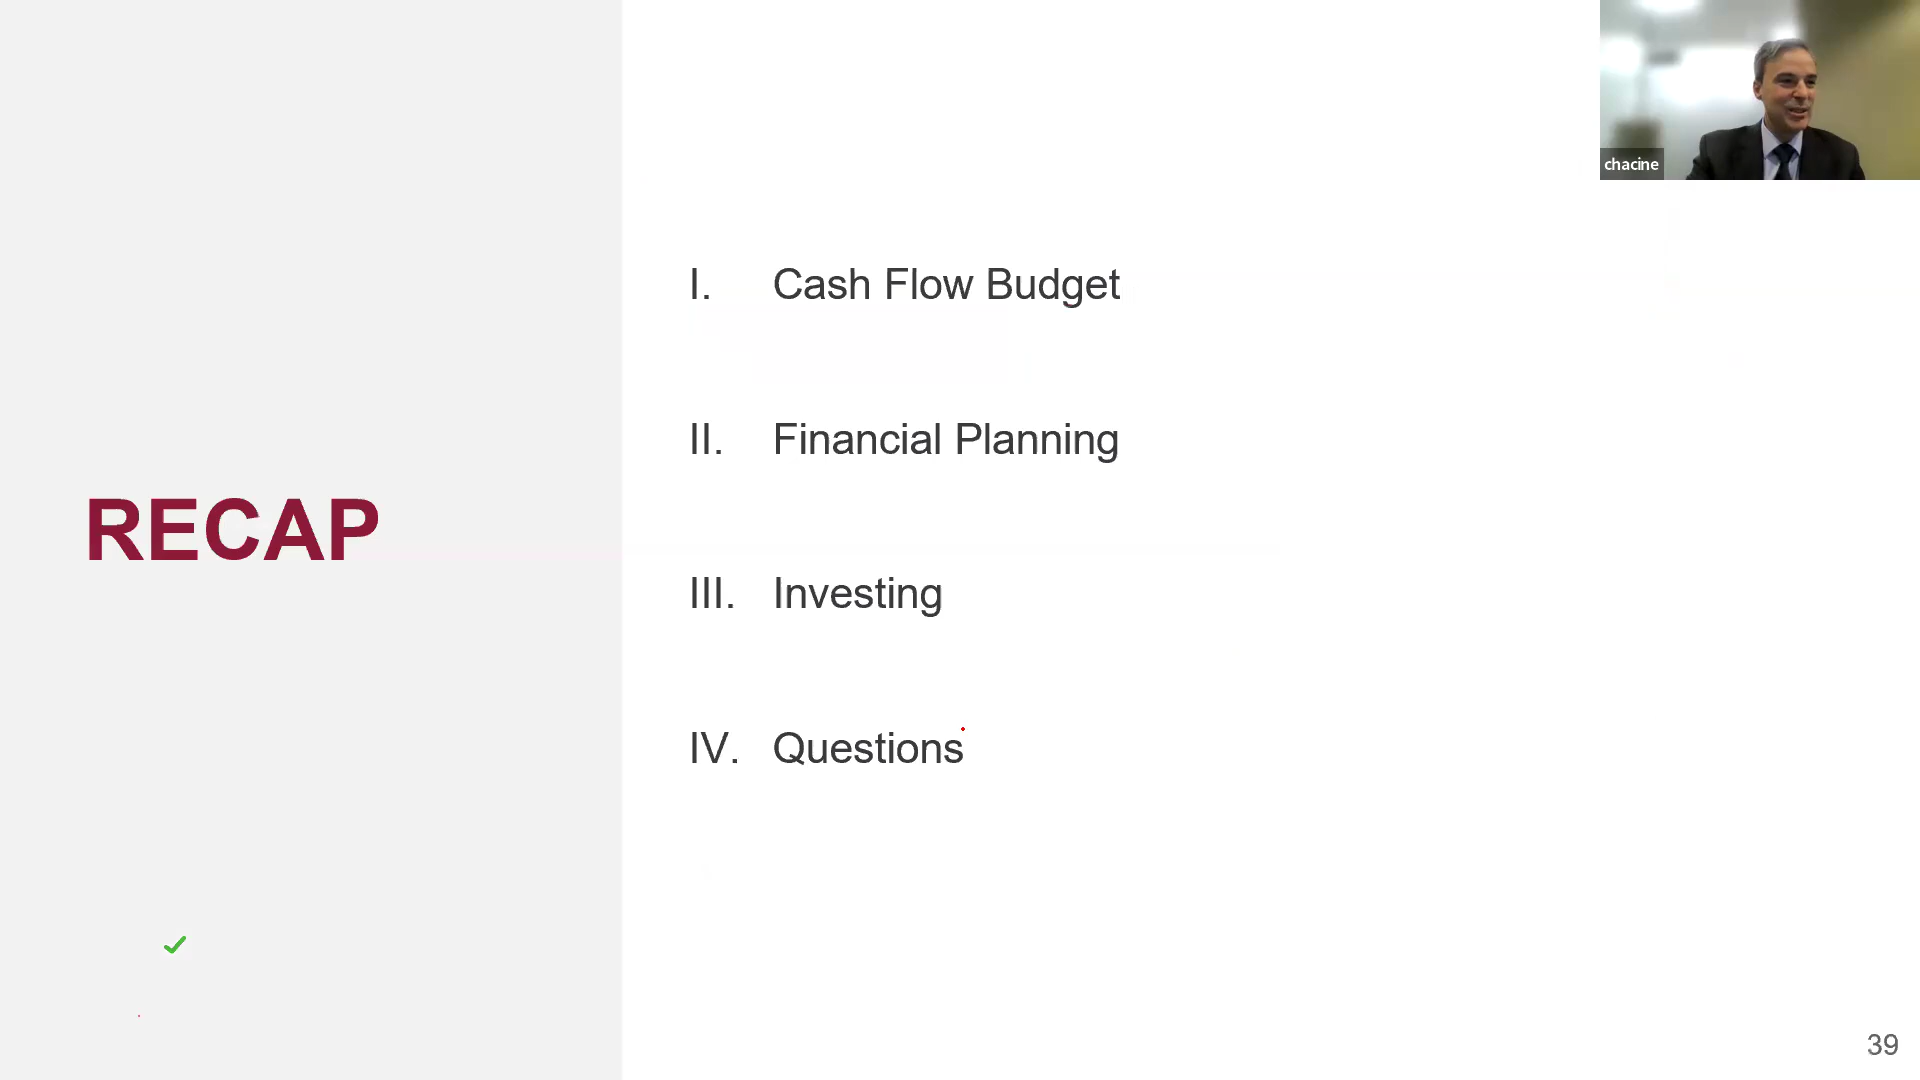 chacine
I. Cash Flow Budget
II. Financial Planning
RECAP
III. Investing
IV. Questions
39